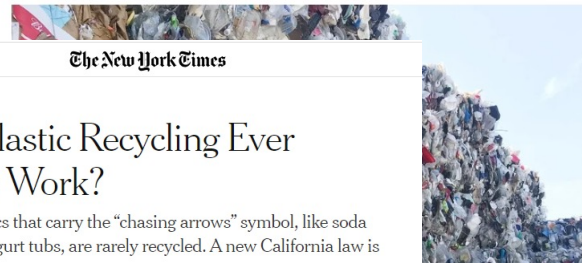 The New York Times
lastic Recycling Ever
Work?
cs that carry the “chasing arrows” symbol, like soda
gurt tubs, are rarely recycled. A new California law is